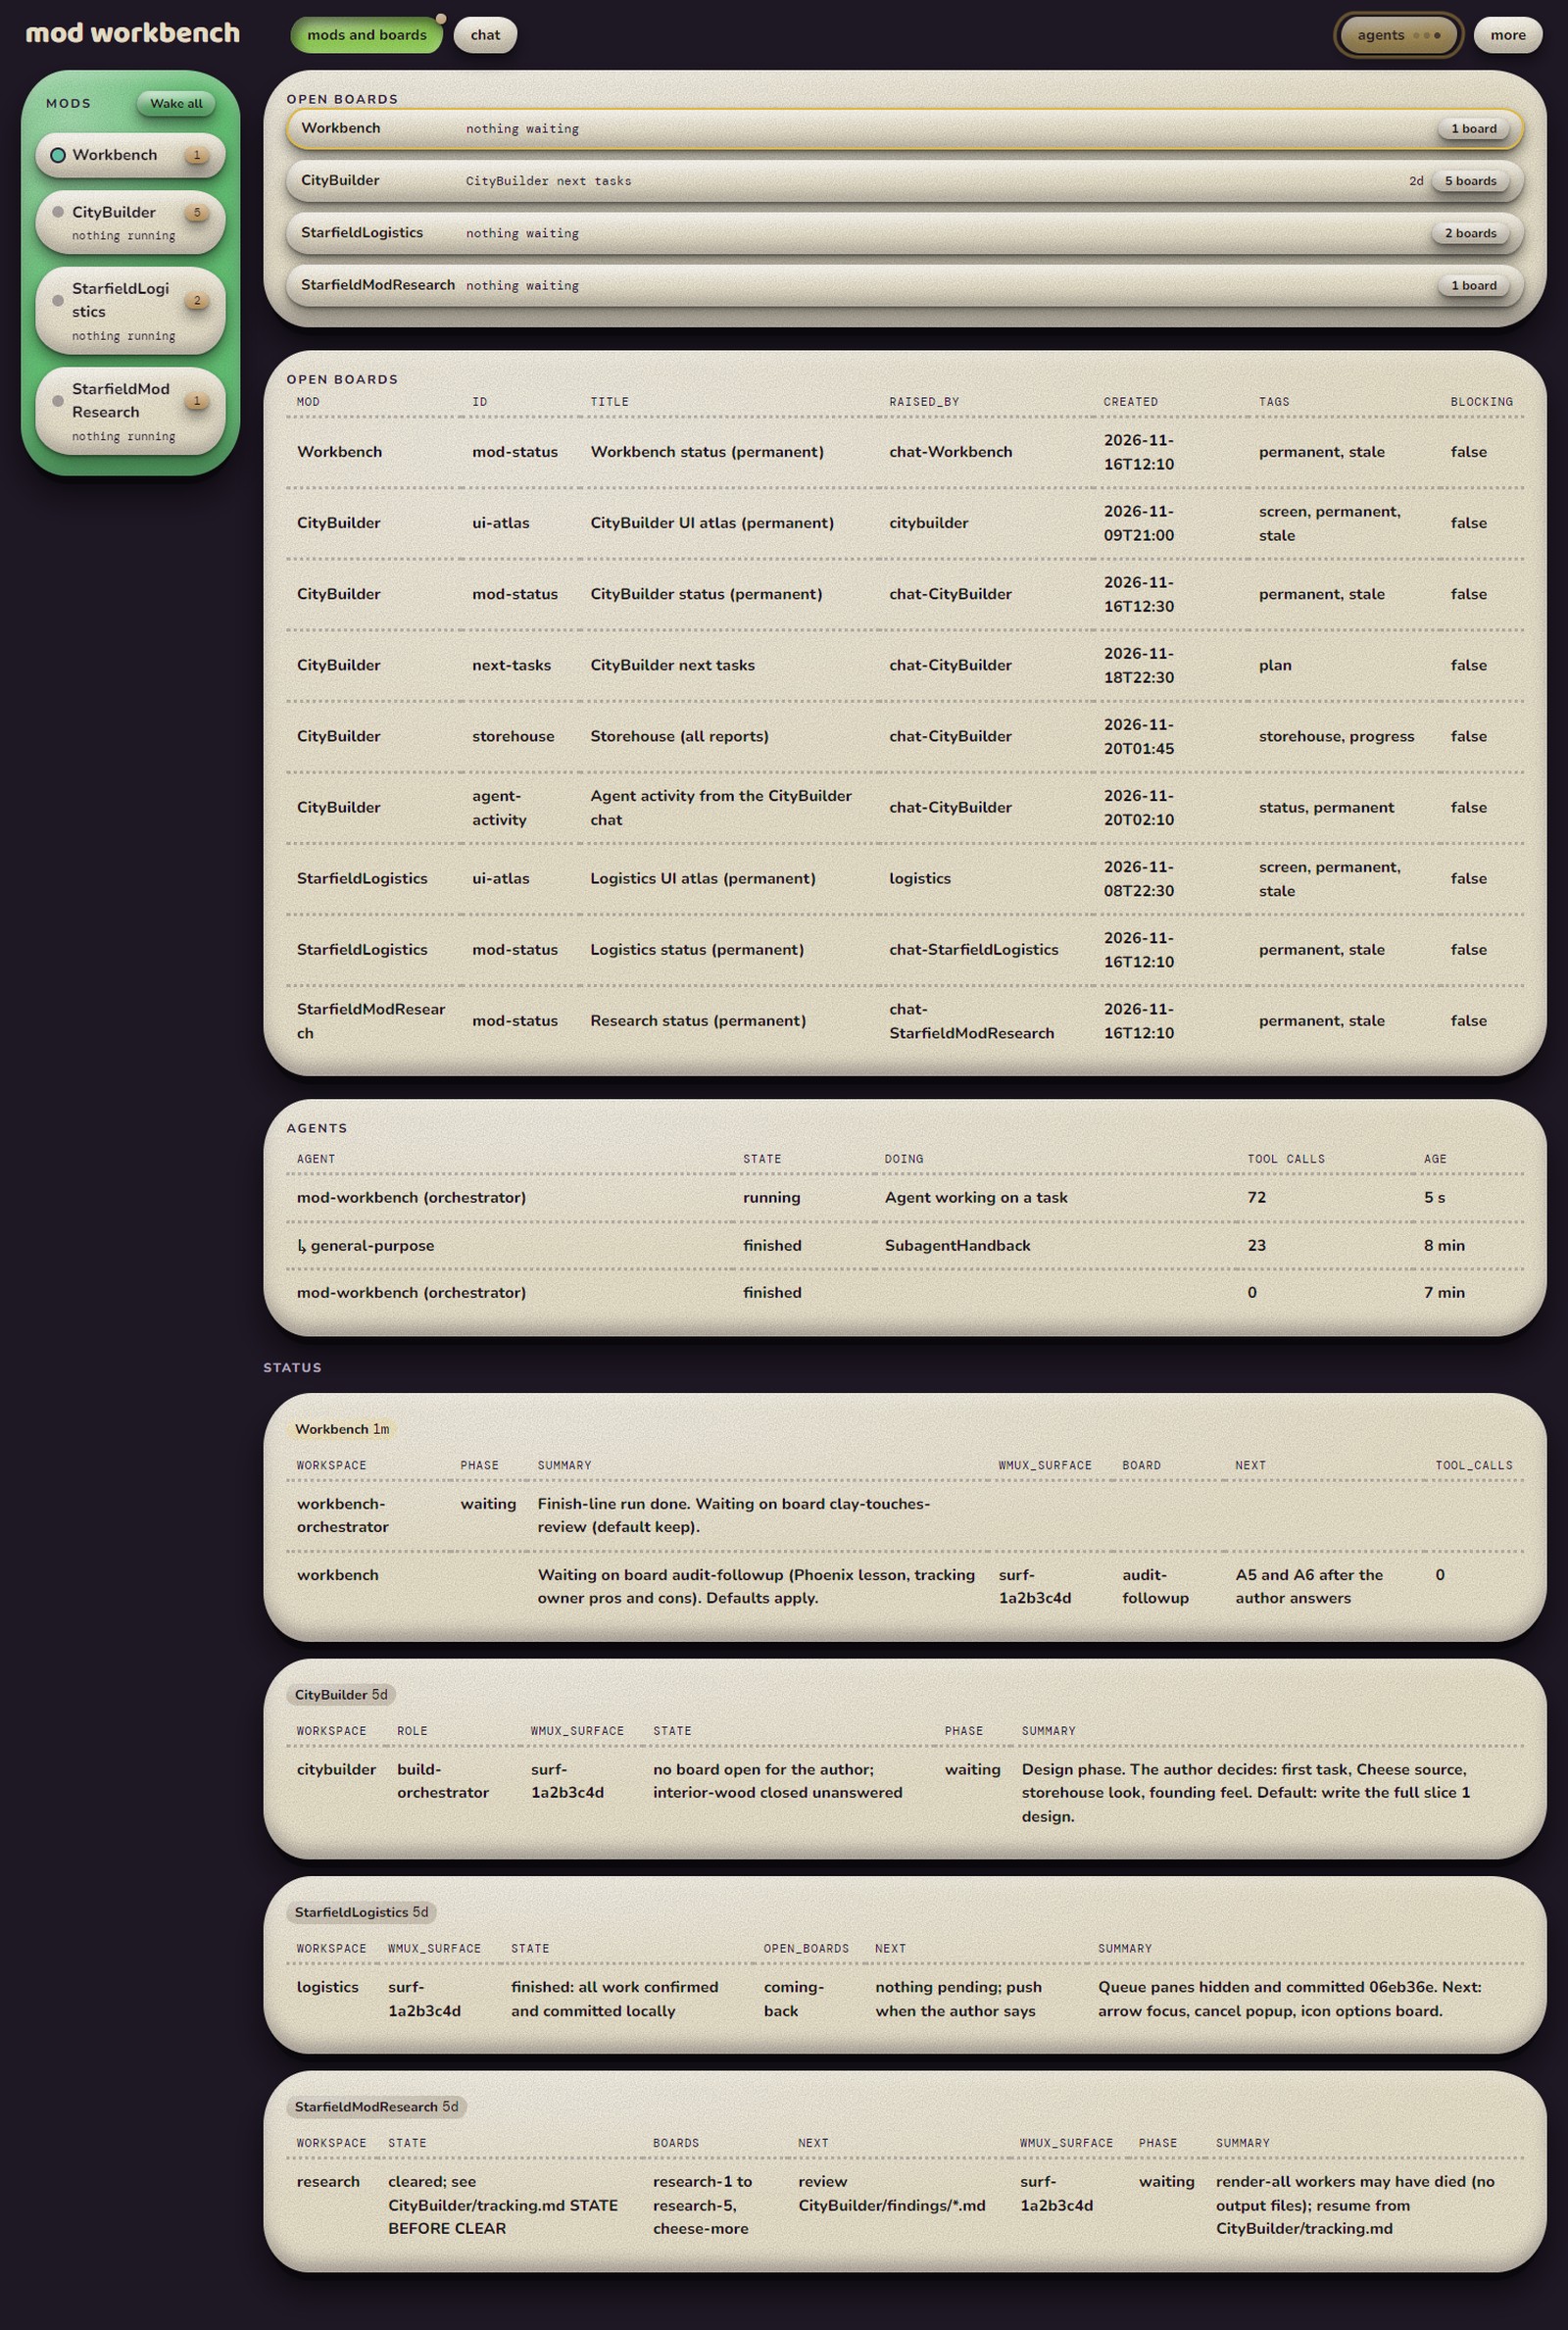 mod workbench
mods and boards
chat
agents
more
MODS
Wake all
Workbench
1
CityBuilder
5
nothing running
StarfieldLogi
stics
2
nothing running
StarfieldMod
Research
1
nothing running
OPEN BOARDS
Workbench nothing waiting 1 board
CityBuilder CityBuilder next tasks 2d 5 boards
StarfieldLogistics nothing waiting 2 boards
StarfieldModResearch nothing waiting 1 board
OPEN BOARDS
MOD ID TITLE RAISED_BY CREATED TAGS BLOCKING
Workbench mod-status Workbench status (permanent) chat-Workbench 2026-11-
16T12:10 permanent, stale false
CityBuilder ui-atlas CityBuilder UI atlas (permanent) citybuilder 2026-11-
09T21:00 screen, permanent,
stale false
CityBuilder mod-status CityBuilder status (permanent) chat-CityBuilder 2026-11-
16T12:30 permanent, stale false
CityBuilder next-tasks CityBuilder next tasks chat-CityBuilder 2026-11-
18T22:30 plan false
CityBuilder storehouse Storehouse (all reports) chat-CityBuilder 2026-11-
20T01:45 storehouse, progress false
CityBuilder agent-
activity Agent activity from the CityBuilder
chat chat-CityBuilder 2026-11-
20T02:10 status, permanent false
StarfieldLogistics ui-atlas Logistics UI atlas (permanent) logistics 2026-11-
08T22:30 screen, permanent,
stale false
StarfieldLogistics mod-status Logistics status (permanent) chat-StarfieldLogistics 2026-11-
16T12:10 permanent, stale false
StarfieldModResear
ch mod-status Research status (permanent) chat-
StarfieldModResearch 2026-11-
16T12:10 permanent, stale false
AGENTS
AGENT STATE DOING TOOL CALLS AGE
mod-workbench (orchestrator) running Agent working on a task 72 5 s
↳ general-purpose finished SubagentHandback 23 8 min
mod-workbench (orchestrator) finished 0 7 min
STATUS
Workbench 1m
WORKSPACE PHASE SUMMARY WMUX_SURFACE BOARD NEXT TOOL_CALLS
workbench-
orchestrator waiting Finish-line run done. Waiting on board clay-touches-
review (default keep).
workbench Waiting on board audit-followup (Phoenix lesson, tracking
owner pros and cons). Defaults apply. surf-
1a2b3c4d audit-
followup A5 and A6 after the
author answers 0
CityBuilder 5d
WORKSPACE ROLE WMUX_SURFACE STATE PHASE SUMMARY
citybuilder build-
orchestrator surf-
1a2b3c4d no board open for the author;
interior-wood closed unanswered waiting Design phase. The author decides: first task, Cheese source,
storehouse look, founding feel. Default: write the full slice 1
design.
StarfieldLogistics 5d
WORKSPACE WMUX_SURFACE STATE OPEN_BOARDS NEXT SUMMARY
logistics surf-
1a2b3c4d finished: all work confirmed
and committed locally coming-
back nothing pending; push
when the author says Queue panes hidden and committed 06eb36e. Next:
arrow focus, cancel popup, icon options board.
StarfieldModResearch 5d
WORKSPACE STATE BOARDS NEXT WMUX_SURFACE PHASE SUMMARY
research cleared; see
CityBuilder/tracking.md STATE
BEFORE CLEAR research-1 to
research-5,
cheese-more review
CityBuilder/findings/*.md surf-
1a2b3c4d waiting render-all workers may have died (no
output files); resume from
CityBuilder/tracking.md